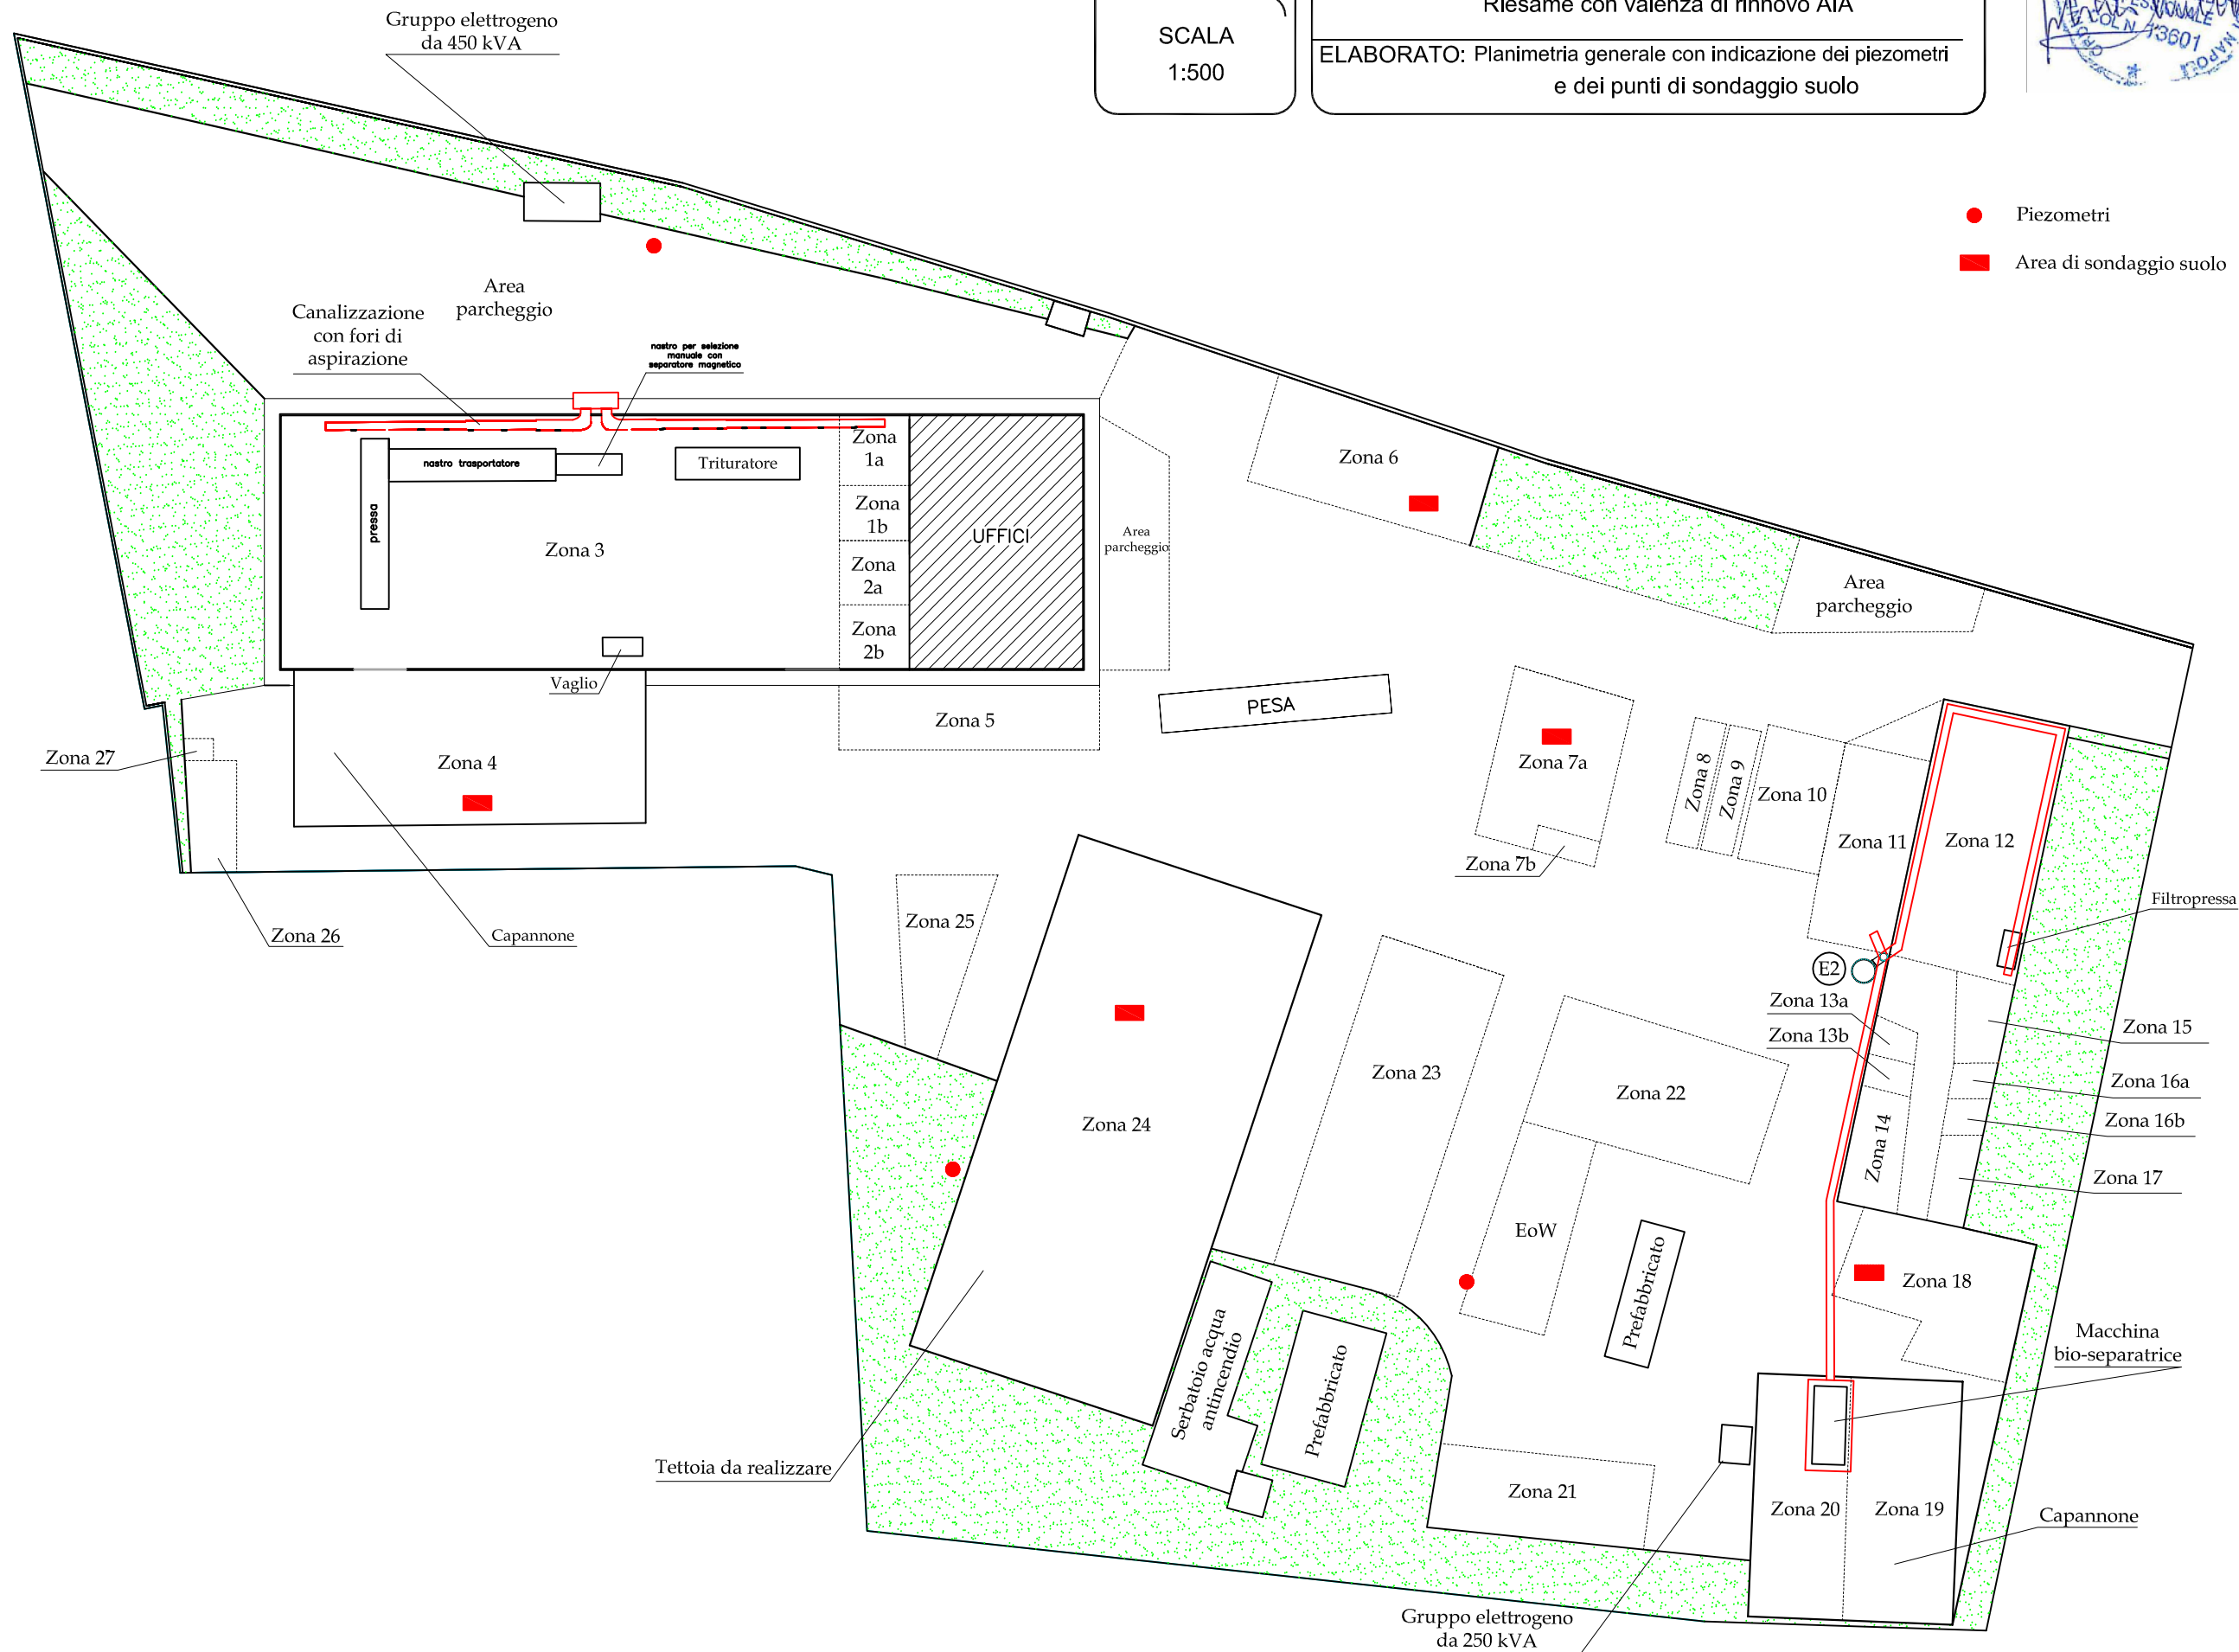 Riesame con valenza di rinnovo AIA
SCALA
1:500
ELABORATO: Planimetria generale con indicazione dei piezometri
e dei punti di sondaggio suolo
13601
Piezometri
Area di sondaggio suolo
Gruppo elettrogeno
da 450 kVA
Area
parcheggio
Canalizzazione
con fori di
aspirazione
nastro per selezione
manuale con
separatore magnetico
nastro trasportatore
Trituratore
pressa
Zona 3
Zona
1a
Zona
1b
Zona
2a
Zona
2b
UFFICI
Area
parcheggio
Vaglio
Zona 4
Zona 5
Zona 6
Area
parcheggio
PESA
Zona 7a
Zona 7b
Zona 8
Zona 9
Zona 10
Zona 11
Zona 12
Filtropressa
Zona 27
Zona 26
Capannone
Zona 25
E2
Zona 13a
Zona 13b
Zona 14
Zona 15
Zona 16a
Zona 16b
Zona 17
Zona 18
Zona 24
Zona 23
Zona 22
EoW
Prefabbricato
Serbatoio acqua
antincendio
Prefabbricato
Tettoia da realizzare
Macchina
bio-separatrice
Zona 21
Zona 20
Zona 19
Capannone
Gruppo elettrogeno
da 250 kVA